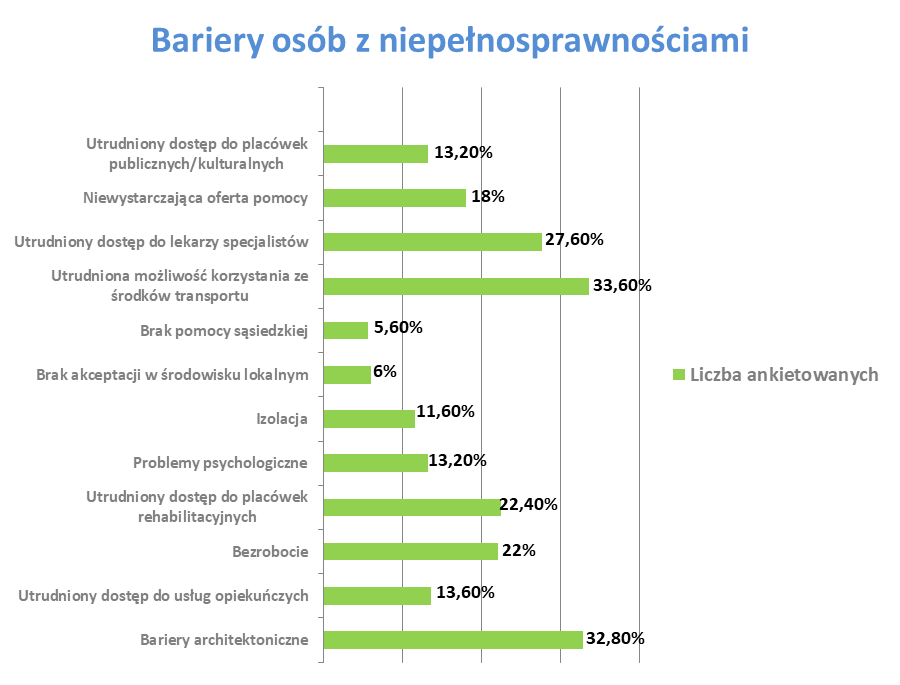 Bariery osób z niepełnosprawnościami
Utrudniony dostęp do placówek
publicznych/kulturalnych
13,20%
Niewystarczająca oferta pomocy
18%
Utrudniony dostęp do lekarzy specjalistów
27,60%
Utrudniona możliwość korzystania ze
środków transportu
33,60%
Brak pomocy sąsiedzkiej
5,60%
Brak akceptacji w środowisku lokalnym
6%
Izolacja
11,60%
Problemy psychologiczne
13,20%
Utrudniony dostęp do placówek
rehabilitacyjnych
22,40%
Bezrobocie
22%
Utrudniony dostęp do usług opiekuńczych
13,60%
Bariery architektoniczne
32,80%
Liczba ankietowanych